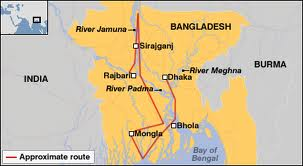 BANGLADESH
River Jamuna
Sirajganj
INDIA
Rajbari
Dhaka
River Meghna
BURMA
River Padma
Mongla
Bhola
Bay of
Bengal
Approximate route